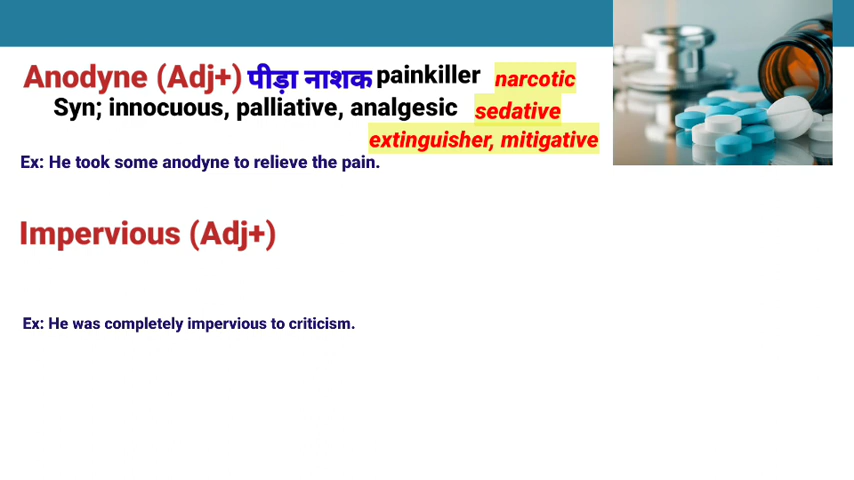 Anodyne (Adj+) पीड़ा नाशक painkiller narcotic
Syn; innocuous, palliative, analgesic sedative
extinguisher, mitigative
Ex: He took some anodyne to relieve the pain.
Impervious (Adj+)
Ex: He was completely impervious to criticism.